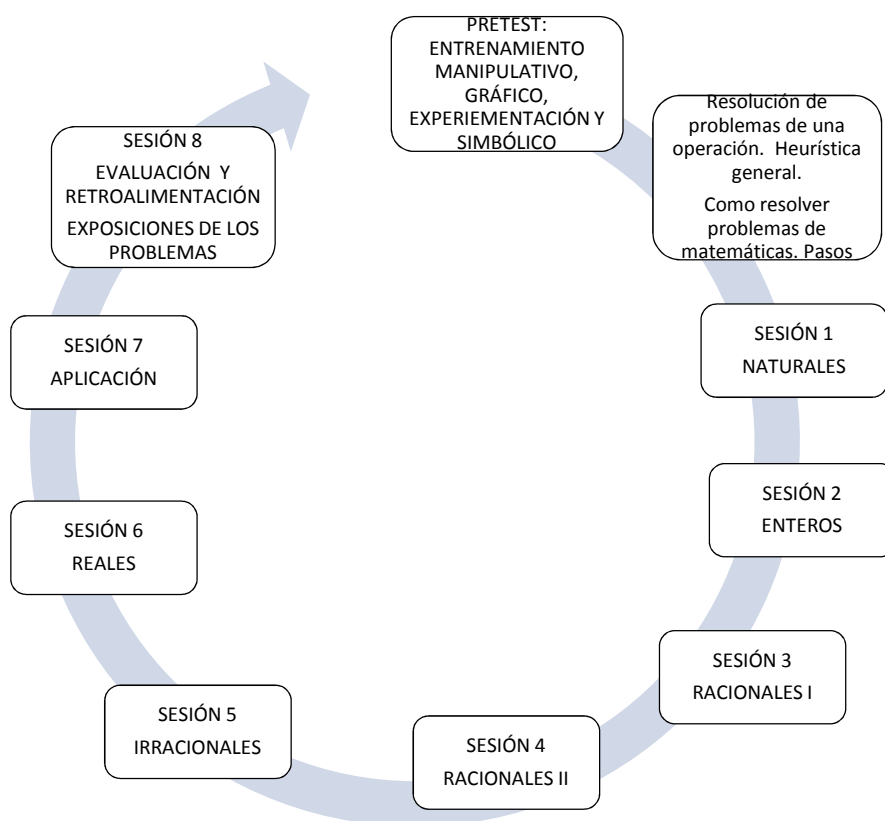 PRETEST:
ENTRENAMIENTO
MANIPULATIVO,
GRÁFICO,
EXPERIEMENTACIÓN Y
SIMBÓLICO
Resolución de
problemas de una
operación.  Heurística
general.
Como resolver
problemas de
matemáticas. Pasos
SESIÓN 1
NATURALES
SESIÓN 2
ENTEROS
SESIÓN 3
RACIONALES I
SESIÓN 4
RACIONALES II
SESIÓN 5
IRRACIONALES
SESIÓN 6
REALES
SESIÓN 7
APLICACIÓN
SESIÓN 8
EVALUACIÓN  Y
RETROALIMENTACIÓN
EXPOSICIONES DE LOS
PROBLEMAS